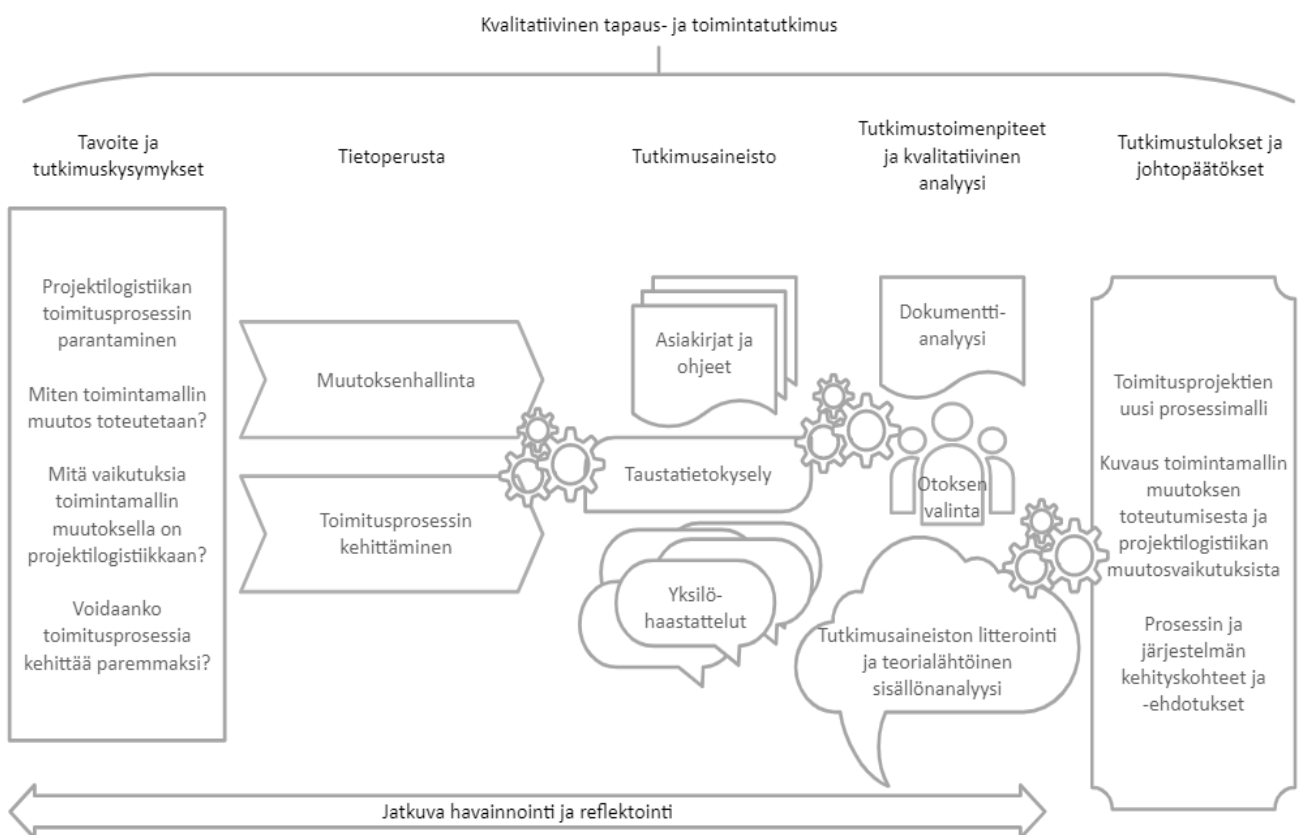 Kvalitatiivinen tapaus- ja toimintatutkimus
Tavoite ja
tutkimuskysymykset
Tietoperusta
Tutkimusaineisto
Tutkimustoimenpiteet
ja kvalitatiivinen
analyysi
Tutkimustulokset ja
johtopäätökset
Projektilogistiikan
toimitusprosessin
parantaminen
Miten toimintamallin
muutos toteutetaan?
Mitä vaikutuksia
toimintamallin
muutoksella on
projektilogistiikkaan?
Voidaanko
toimitusprosessia
kehittää paremmaksi?
Muutoksenhallinta
Toimitusprosessin
kehittäminen
Asiakirjat ja
ohjeet
Taustatietokysely
Yksilö-
haastattelut
Dokumentti-
analyysi
Otoksen
valinta
Tutkimusaineiston litterointi
ja teorialähtöinen
sisällönanalyysi
Toimitusprojektien
uusi prosessimalli
Kuvaus toimintamallin
muutoksen
toteutumisesta ja
projektilogistiikan
muutosvaikutuksista
Prosessin ja
järjestelmän
kehityskohteet ja
-ehdotukset
Jatkuva havainnointi ja reflektointi